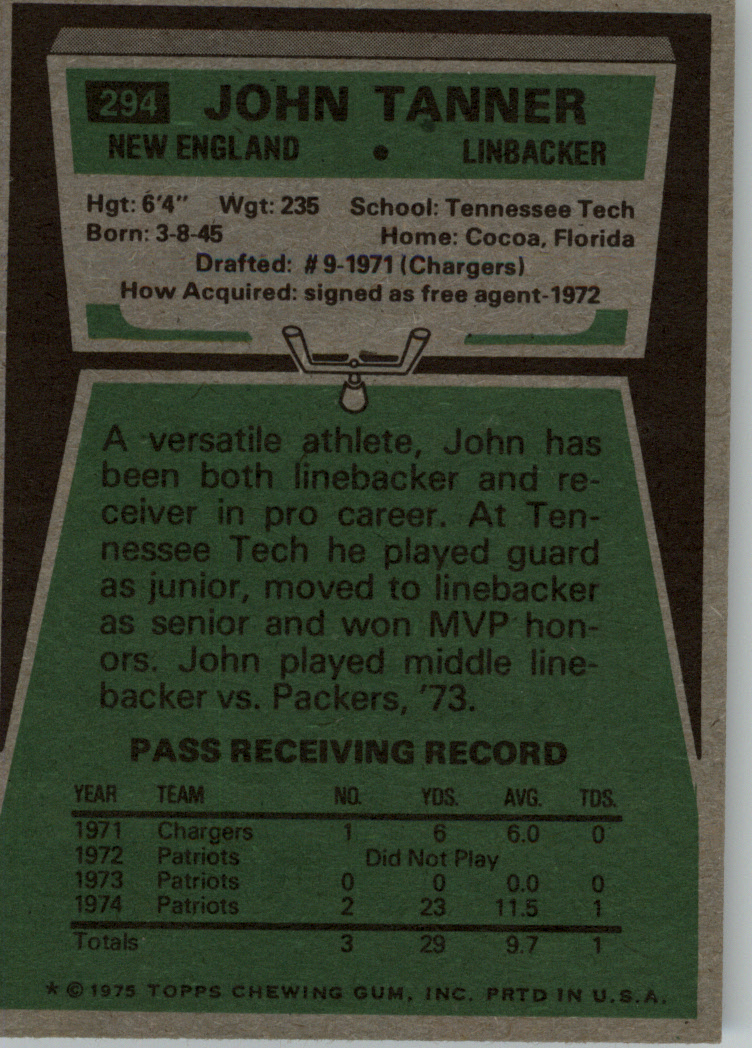 294 JOHN TANNER
NEW ENGLAND • LINBACKER
Hgt: 6'4" Wgt: 235 School: Tennessee Tech
Born: 3-8-45 Home: Cocoa, Florida
Drafted: #9-1971 (Chargers)
How Acquired: signed as free agent-1972
A versatile athlete, John has
been both linebacker and re-
ceiver in pro career. At Ten-
nessee Tech he played guard
as junior, moved to linebacker
as senior and won MVP hon-
ors. John played middle line-
backer vs. Packers, '73.
PASS RECEIVING RECORD
YEAR TEAM NO. YDS. AVG. TDS.
1971 Chargers 1 6 6.0 0
1972 Patriots Did Not Play
1973 Patriots 0 0 0.0 0
1974 Patriots 2 23 11.5 1
Totals 3 29 9.7 1
* © 1975 TOPPS CHEWING GUM, INC. PRTD IN U.S.A.